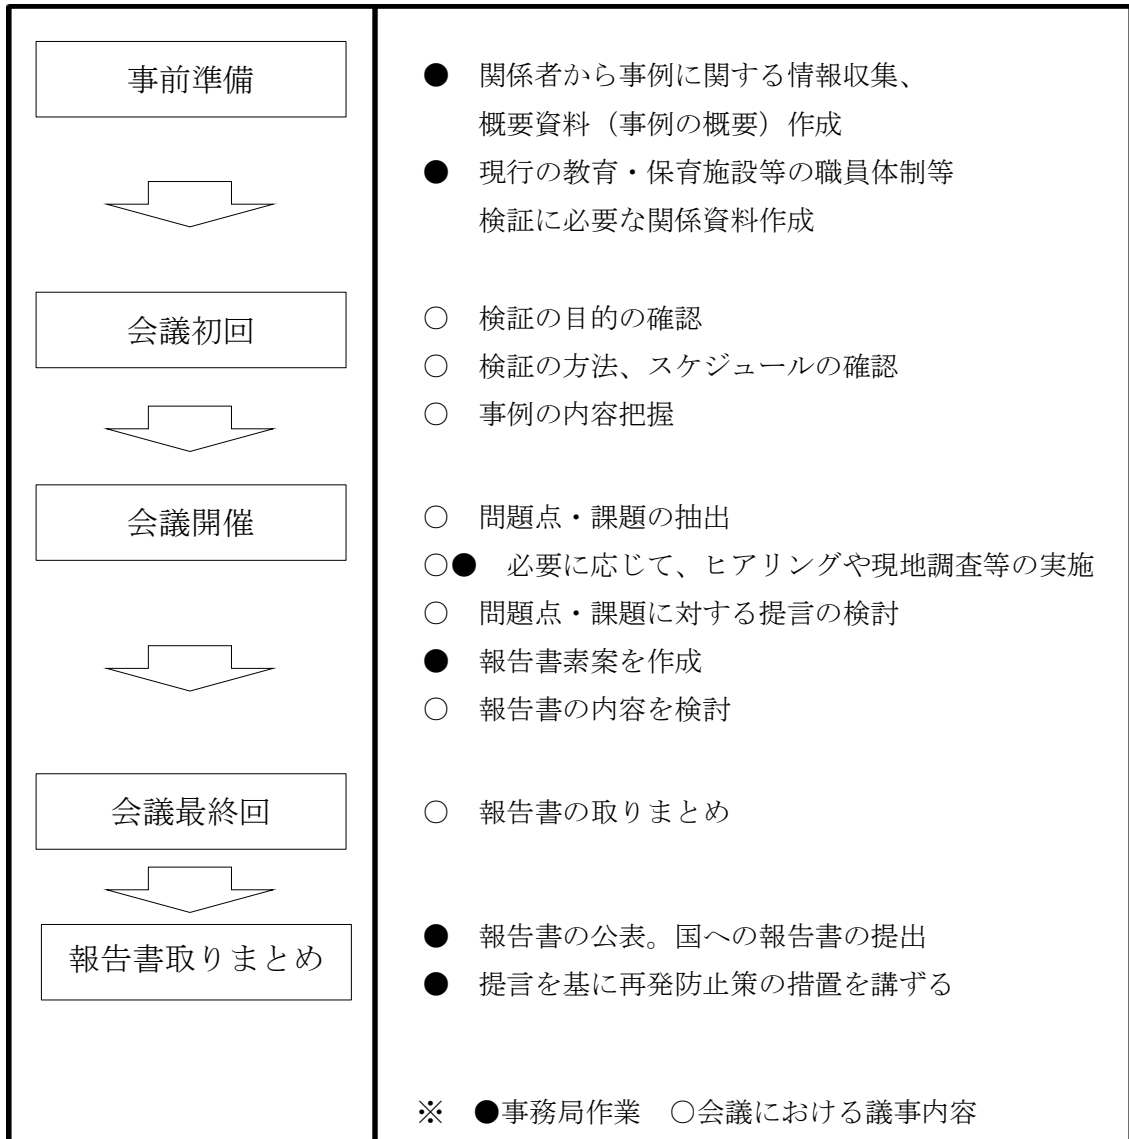 事前準備
● 関係者から事例に関する情報収集、
概要資料（事例の概要）作成
● 現行の教育・保育施設等の職員体制等
検証に必要な関係資料作成
会議初回
○ 検証の目的の確認
○ 検証の方法、スケジュールの確認
○ 事例の内容把握
会議開催
○ 問題点・課題の抽出
○● 必要に応じて、ヒアリングや現地調査等の実施
○ 問題点・課題に対する提言の検討
● 報告書素案を作成
○ 報告書の内容を検討
会議最終回
○ 報告書の取りまとめ
報告書取りまとめ
● 報告書の公表。国への報告書の提出
● 提言を基に再発防止策の措置を講ずる
※ ●事務局作業 ○会議における議事内容